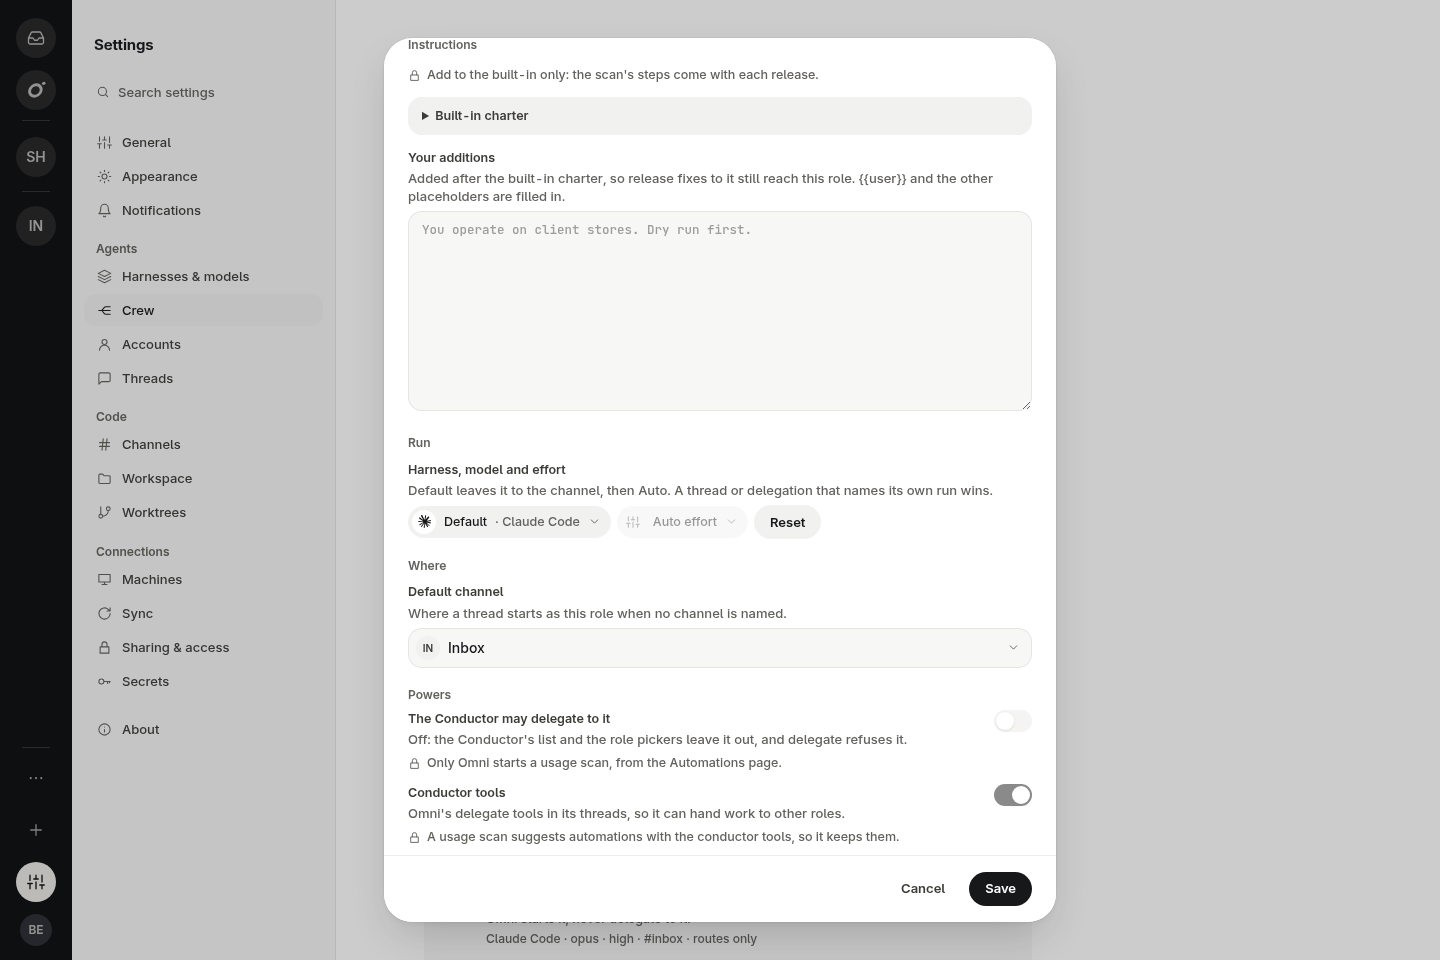 SH
IN
BE
Settings
Search settings
General
Appearance
Notifications
Agents
Harnesses & models
Crew
Accounts
Threads
Code
Channels
Workspace
Worktrees
Connections
Machines
Sync
Sharing & access
Secrets
About
Instructions
Add to the built-in only: the scan's steps come with each release.
Built-in charter
Your additions
Added after the built-in charter, so release fixes to it still reach this role. {{user}} and the other
placeholders are filled in.
You operate on client stores. Dry run first.
Run
Harness, model and effort
Default leaves it to the channel, then Auto. A thread or delegation that names its own run wins.
Default · Claude Code Auto effort Reset
Where
Default channel
Where a thread starts as this role when no channel is named.
IN Inbox
Powers
The Conductor may delegate to it
Off: the Conductor's list and the role pickers leave it out, and delegate refuses it.
Only Omni starts a usage scan, from the Automations page.
Conductor tools
Omni's delegate tools in its threads, so it can hand work to other roles.
A usage scan suggests automations with the conductor tools, so it keeps them.
Cancel Save
Claude Code · opus · high · #inbox · routes only